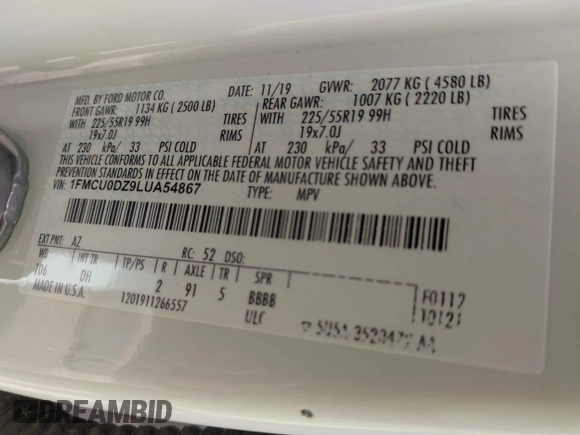 MFD. BY FORD MOTOR CO.
DATE: 11/19 GVWR: 2077 KG ( 4580 LB)
FRONT GAWR: 1134 KG ( 2500 LB) REAR GAWR: 1007 KG ( 2220 LB)
WITH 225/55R19 99H TIRES WITH 225/55R19 99H TIRES
19x7.0J RIMS 19x7.0J RIMS
AT 230 kPa/ 33 PSI COLD AT 230 kPa/ 33 PSI COLD
THIS VEHICLE CONFORMS TO ALL APPLICABLE FEDERAL MOTOR VEHICLE SAFETY AND THEFT
PREVENTION STANDARDS IN EFFECT ON THE DATE OF MANUFACTURE SHOWN ABOVE.
VIN: 1FMCU0DZ9LUA54867
TYPE: MPV
EXT PNT: AZ RC: 52 DSO:
WB INT TR TP/PS R AXLE TR SPR
106 DH 2 91 5 BBBB
MADE IN U.S.A. 1201911266557 ULC
F0112
10121
DREAMBID